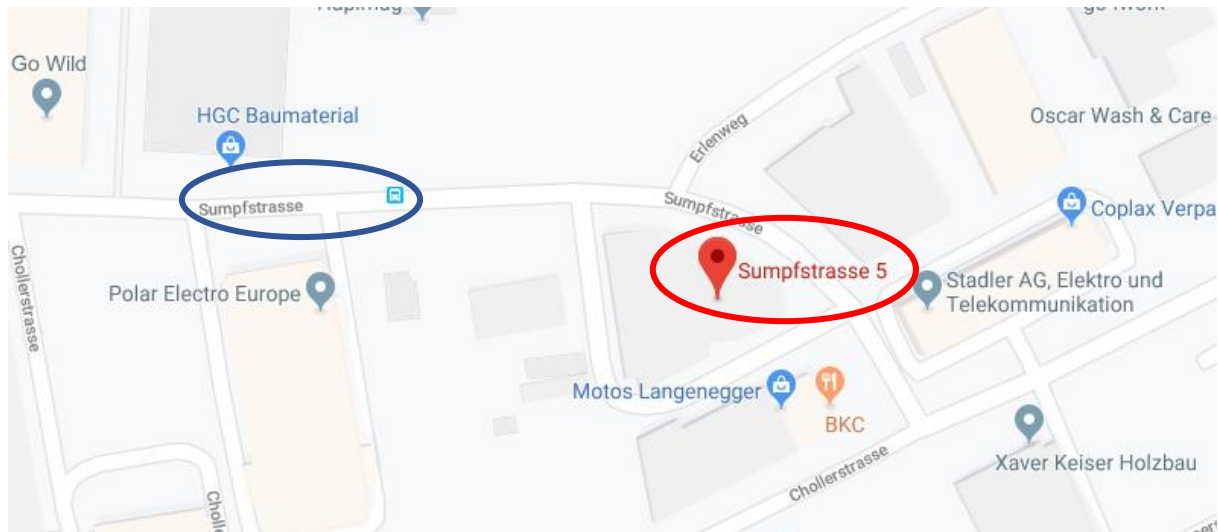 Go Wild
HGC Baumaterial
Erlenweg
Oscar Wash & Care
Sumpfstrasse
Sumpfstrasse
Coplax Verpa
Chollerstrasse
Polar Electro Europe
Sumpfstrasse 5
Stadler AG, Elektro und
Telekommunikation
Motos Langenegger
BKC
Chollerstrasse
Xaver Keiser Holzbau
Cholle